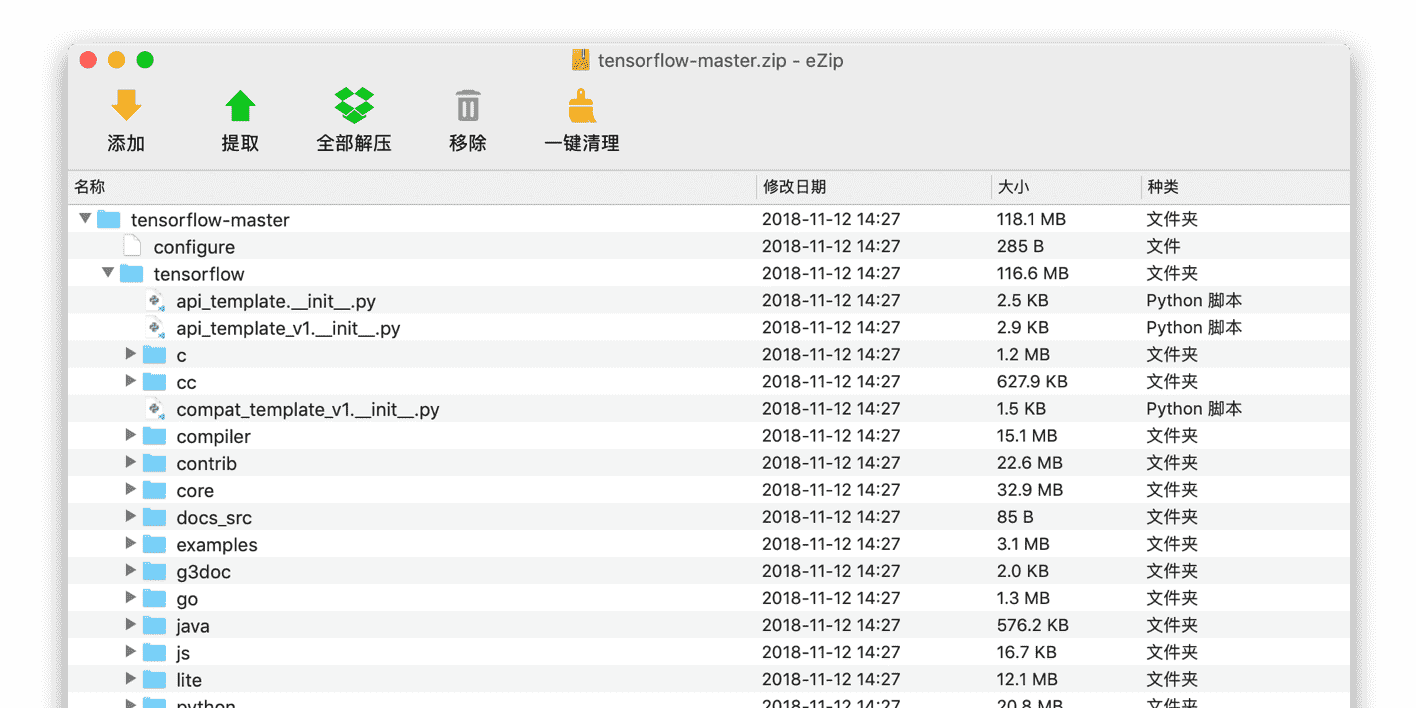 tensorflow-master.zip - eZip
添加 提取 全部解压 移除 一键清理
名称 修改日期 大小 种类
tensorflow-master 2018-11-12 14:27 118.1 MB 文件夹
configure 2018-11-12 14:27 285 B 文件
tensorflow 2018-11-12 14:27 116.6 MB 文件夹
api_template.__init__.py 2018-11-12 14:27 2.5 KB Python 脚本
api_template_v1.__init__.py 2018-11-12 14:27 2.9 KB Python 脚本
c 2018-11-12 14:27 1.2 MB 文件夹
cc 2018-11-12 14:27 627.9 KB 文件夹
compat_template_v1.__init__.py 2018-11-12 14:27 1.5 KB Python 脚本
compiler 2018-11-12 14:27 15.1 MB 文件夹
contrib 2018-11-12 14:27 22.6 MB 文件夹
core 2018-11-12 14:27 32.9 MB 文件夹
docs_src 2018-11-12 14:27 85 B 文件夹
examples 2018-11-12 14:27 3.1 MB 文件夹
g3doc 2018-11-12 14:27 2.0 KB 文件夹
go 2018-11-12 14:27 1.3 MB 文件夹
java 2018-11-12 14:27 576.2 KB 文件夹
js 2018-11-12 14:27 16.7 KB 文件夹
lite 2018-11-12 14:27 12.1 MB 文件夹
python 2018-11-12 14:27 20.8 MB 文件夹